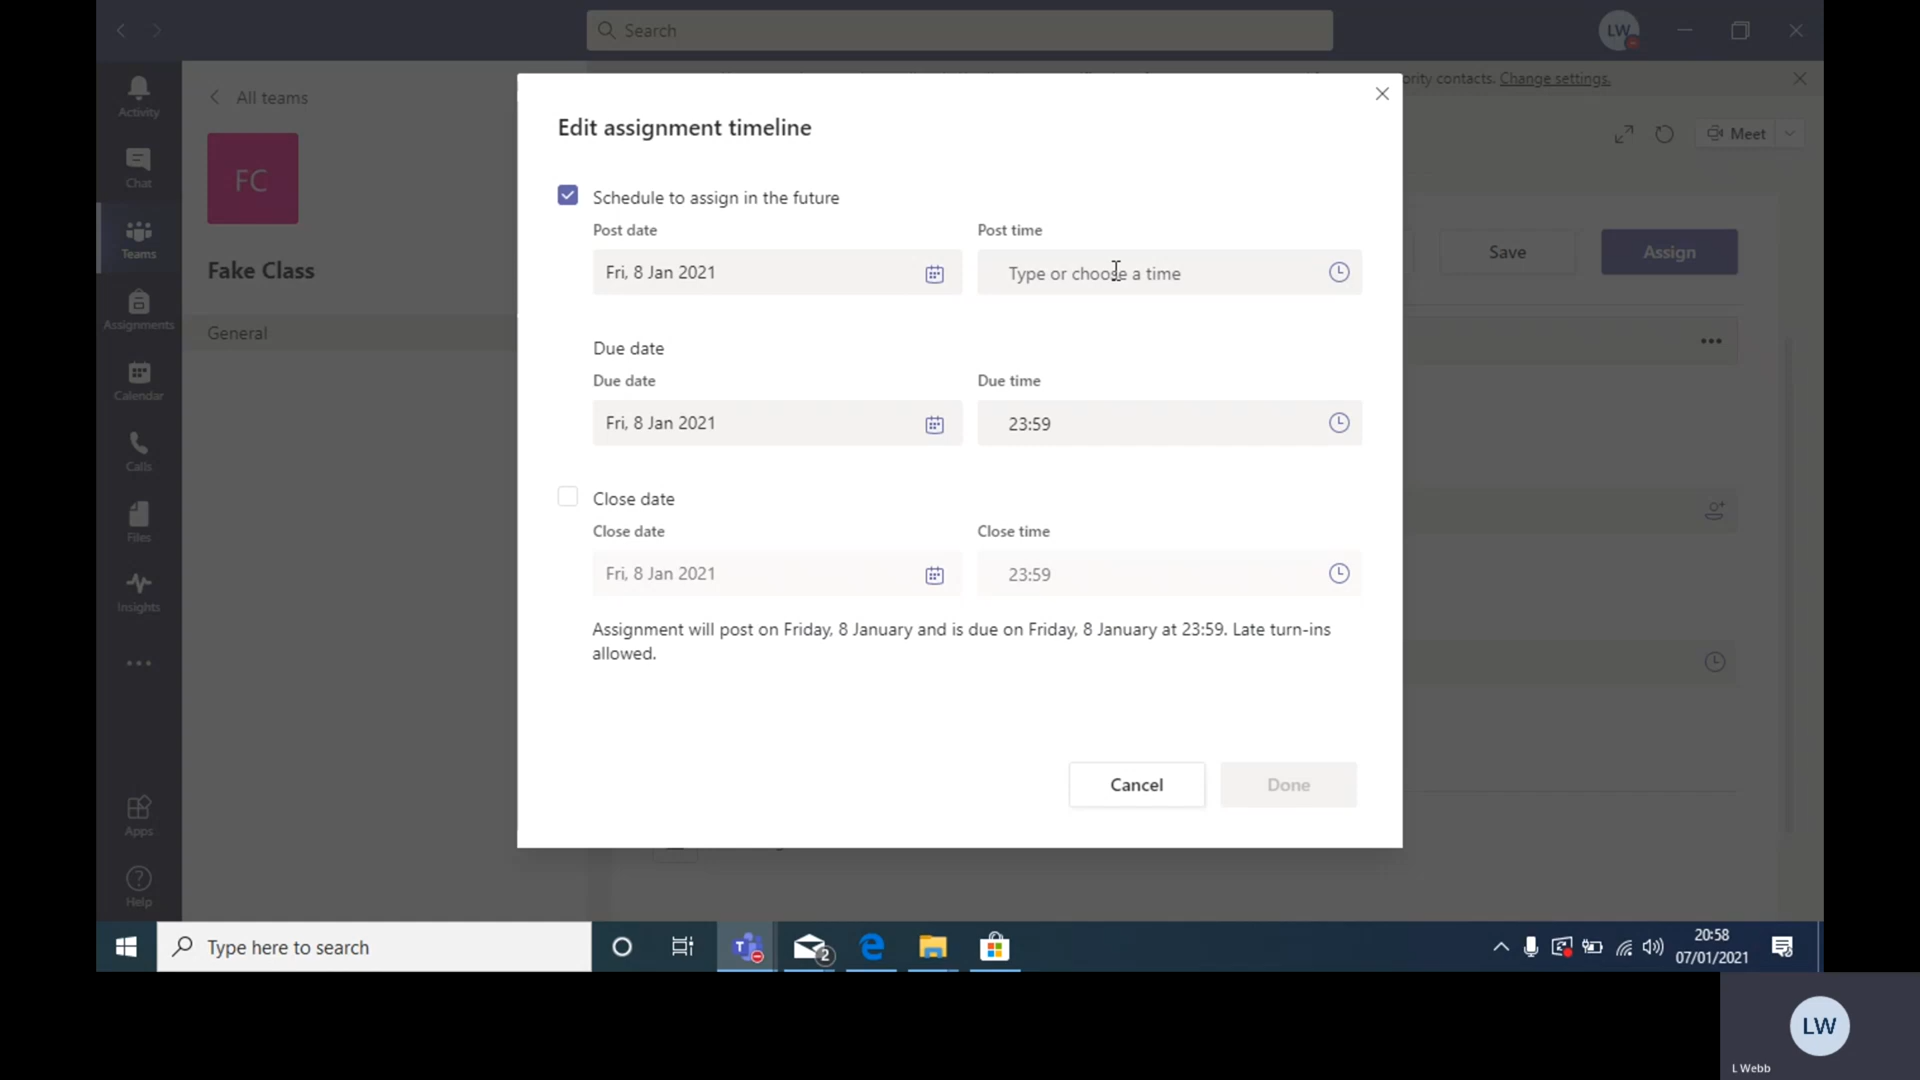 Search
LW
ority contacts. Change settings.
Activity
All teams
Edit assignment timeline
Meet
Chat
FC
Schedule to assign in the future
Post date
Post time
Teams
Save
Assign
Fri, 8 Jan 2021
Type or choose a time
Fake Class
Assignments
General
Due date
Due date
Due time
Calendar
Fri, 8 Jan 2021
23:59
Calls
Close date
Close date
Close time
Files
Fri, 8 Jan 2021
23:59
Insights
Assignment will post on Friday, 8 January and is due on Friday, 8 January at 23:59. Late turn-ins
allowed.
Cancel
Done
Apps
Help
Type here to search
T
2
20:58
07/01/2021
LW
L Webb